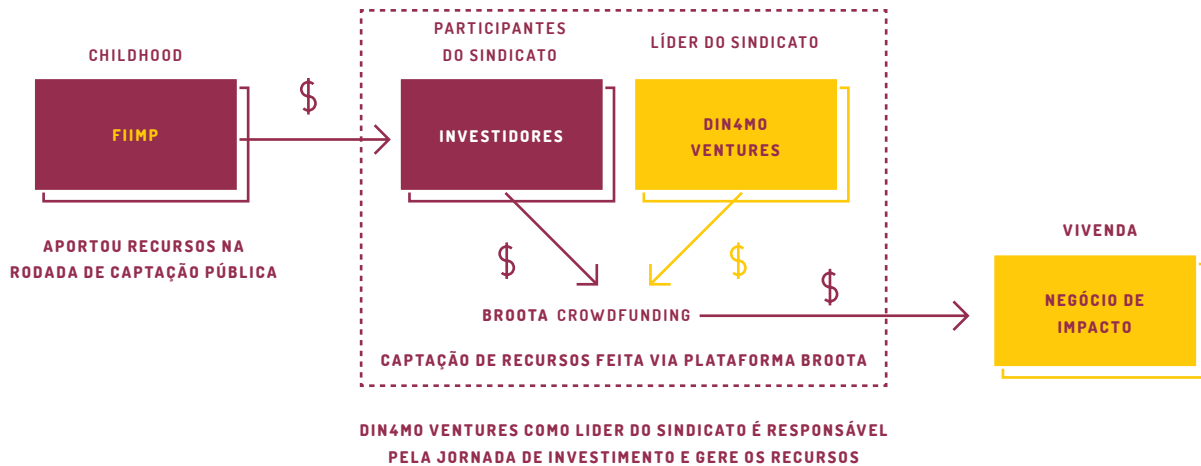 CHILDHOOD
FIIMP
APORTOU RECURSOS NA
RODADA DE CAPTAÇÃO PÚBLICA
$
PARTICIPANTES
DO SINDICATO
INVESTIDORES
LÍDER DO SINDICATO
DIN4MO
VENTURES
$
$
BROOTA CROWDFUNDING
$
CAPTAÇÃO DE RECURSOS FEITA VIA PLATAFORMA BROOTA
VIVENDA
NEGÓCIO DE
IMPACTO
DIN4MO VENTURES COMO LIDER DO SINDICATO É RESPONSÁVEL
PELA JORNADA DE INVESTIMENTO E GERE OS RECURSOS